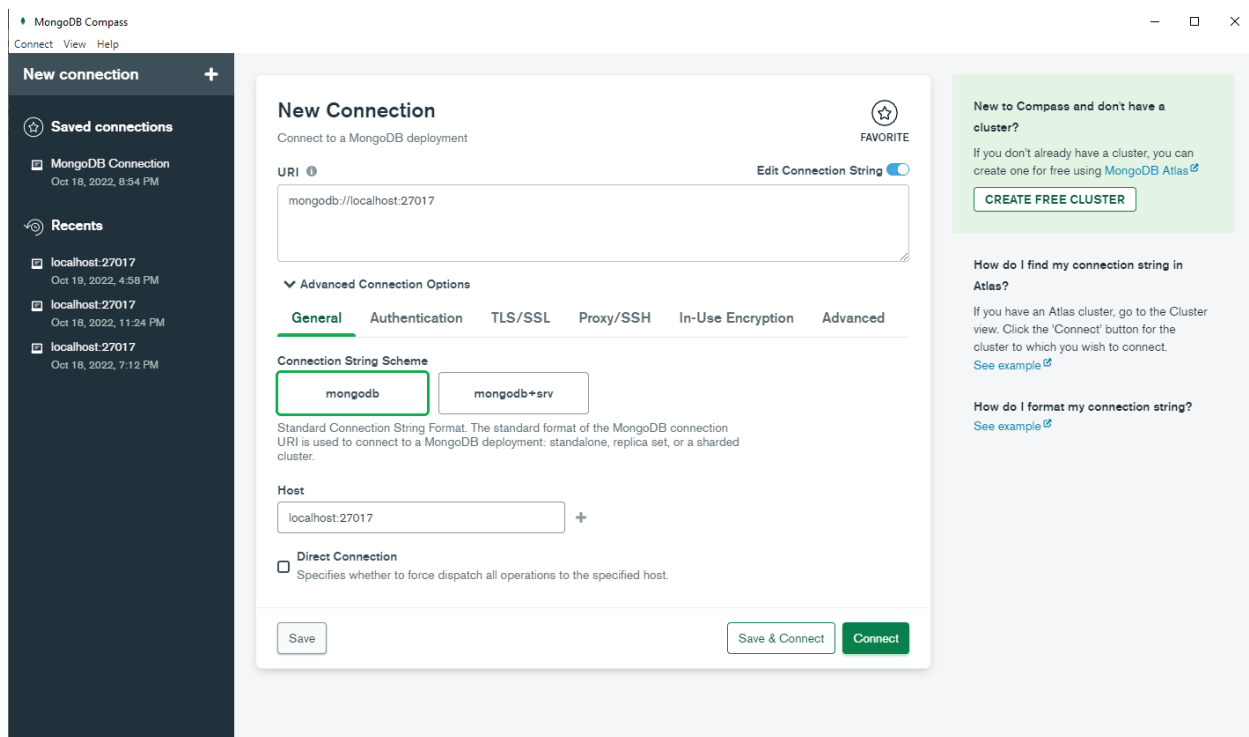 MongoDB Compass
Connect View Help
New connection
Saved connections
MongoDB Connection
Oct 18, 2022, 8:54 PM
Recents
localhost:27017
Oct 19, 2022, 4:58 PM
localhost:27017
Oct 18, 2022, 11:24 PM
localhost:27017
Oct 18, 2022, 7:12 PM
New Connection
Connect to a MongoDB deployment
FAVORITE
URI
Edit Connection String
mongodb://localhost:27017
Advanced Connection Options
General Authentication TLS/SSL Proxy/SSH In-Use Encryption Advanced
Connection String Scheme
mongodb
mongodb+srv
Standard Connection String Format. The standard format of the MongoDB connection
URI is used to connect to a MongoDB deployment: standalone, replica set, or a sharded
cluster.
Host
localhost:27017
Direct Connection
Specifies whether to force dispatch all operations to the specified host.
Save
Save & Connect
Connect
New to Compass and don't have a
cluster?
If you don't already have a cluster, you can
create one for free using MongoDB Atlas
CREATE FREE CLUSTER
How do I find my connection string in
Atlas?
If you have an Atlas cluster, go to the Cluster
view. Click the 'Connect' button for the
cluster to which you wish to connect.
See example
How do I format my connection string?
See example